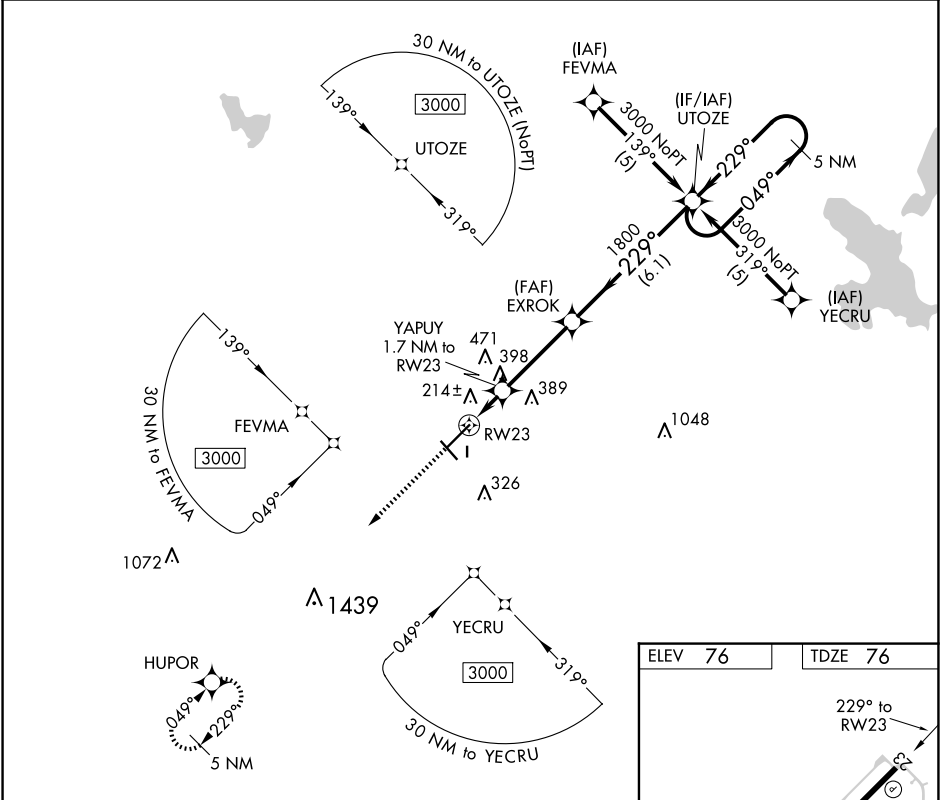 30 NM to UTOZE (NoPT)
139°
3000
UTOZE
319°
(IAF)
FEVMA
3000 NoPT
139°
(5)
(IF/IAF)
UTOZE
229°
049°
5 NM
3000 NoPT
319°
(5)
(IAF)
YECRU
1800
229°
(6.1)
(FAF)
EXROK
YAPUY
1.7 NM to
RW23
471
398
214±
389
RW23
1048
326
139°
FEVMA
3000
30 NM to FEVMA
049°
1072
1439
049°
YECRU
3000
319°
30 NM to YECRU
HUPOR
049°
229°
5 NM
ELEV 76
TDZE 76
229° to
RW23
23
P